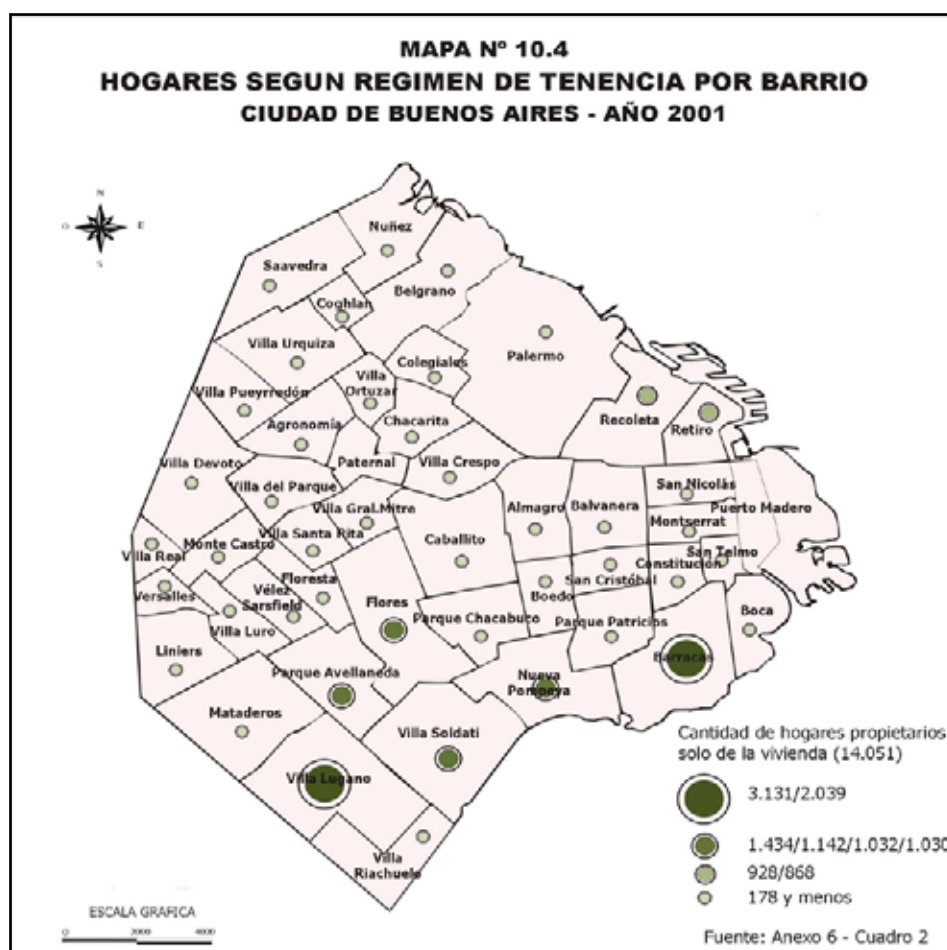 MAPA Nº 10.4
HOGARES SEGUN REGIMEN DE TENENCIA POR BARRIO
CIUDAD DE BUENOS AIRES - AÑO 2001
N
O E
S
Nuñez
Saavedra
Belgrano
Coghlan
Villa Urquiza
Palermo
Colegiales
Villa
Ortuzar
Villa Pueyrredón
Recoleta
Retiro
Agronomía
Chacarita
Villa Devoto
Paternal
Villa Crespo
Villa del Parque
San Nicolás
Villa Gral.Mitre
Almagro
Balvanera
Puerto Madero
Montserrat
Villa Santa Rita
Caballito
Monte Castro
Villa Real
San Telmo
Constitución
Floresta
San Cristóbal
Vélez
Sarsfield
Versalles
Boedo
Flores
Boca
Parque Chacabuco
Parque Patricios
Villa Luro
Liniers
Barracas
Parque Avellaneda
Nueva
Pompeya
Mataderos
Villa Soldati
Villa Lugano
Villa
Riachuelo
Cantidad de hogares propietarios
solo de la vivienda (14.051)
3.131/2.039
1.434/1.142/1.032/1.030
928/868
178 y menos
ESCALA GRAFICA
0 2000 4000
Fuente: Anexo 6 - Cuadro 2